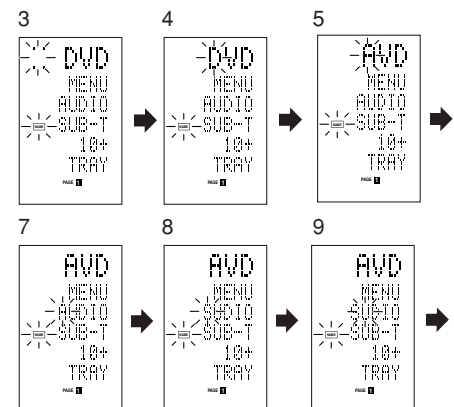 3
DVD
MENU
AUDIO
SUB-T
10+
TRAY
PAGE 1
4
DVD
MENU
AUDIO
SUB-T
10+
TRAY
PAGE 1
5
AVD
MENU
AUDIO
SUB-T
10+
TRAY
PAGE 1
7
AVD
MENU
AUDIO
SUB-T
10+
TRAY
PAGE 1
8
AVD
MENU
SUDIO
SUB-T
10+
TRAY
PAGE 1
9
AVD
MENU
SUDIO
SUB-T
10+
TRAY
PAGE 1